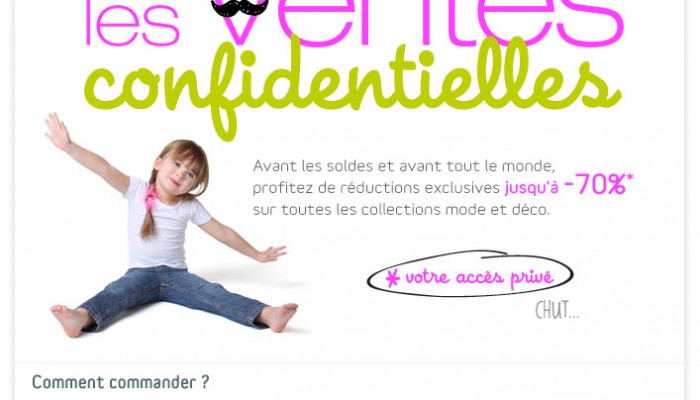 les Ventes
confidentielles
Avant les soldes et avant tout le monde,
profitez de réductions exclusives jusqu'à -70%*
sur toutes les collections mode et déco.
* votre accès privé
CHUT...
Comment commander ?